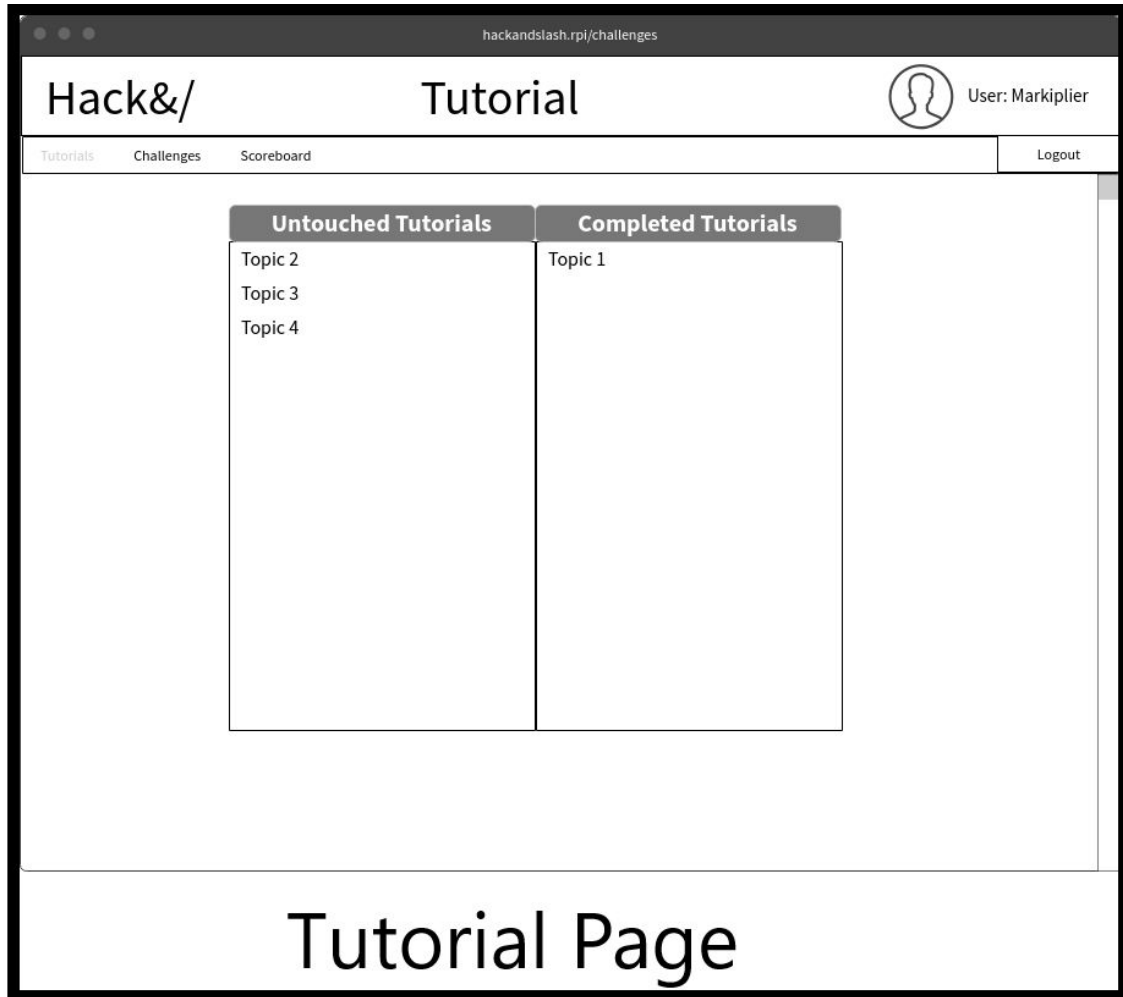 hackandslash.rpi/challenges
Hack&/ Tutorial User: Markiplier
Tutorials Challenges Scoreboard Logout
Untouched Tutorials Completed Tutorials
Topic 2 Topic 1
Topic 3
Topic 4
Tutorial Page